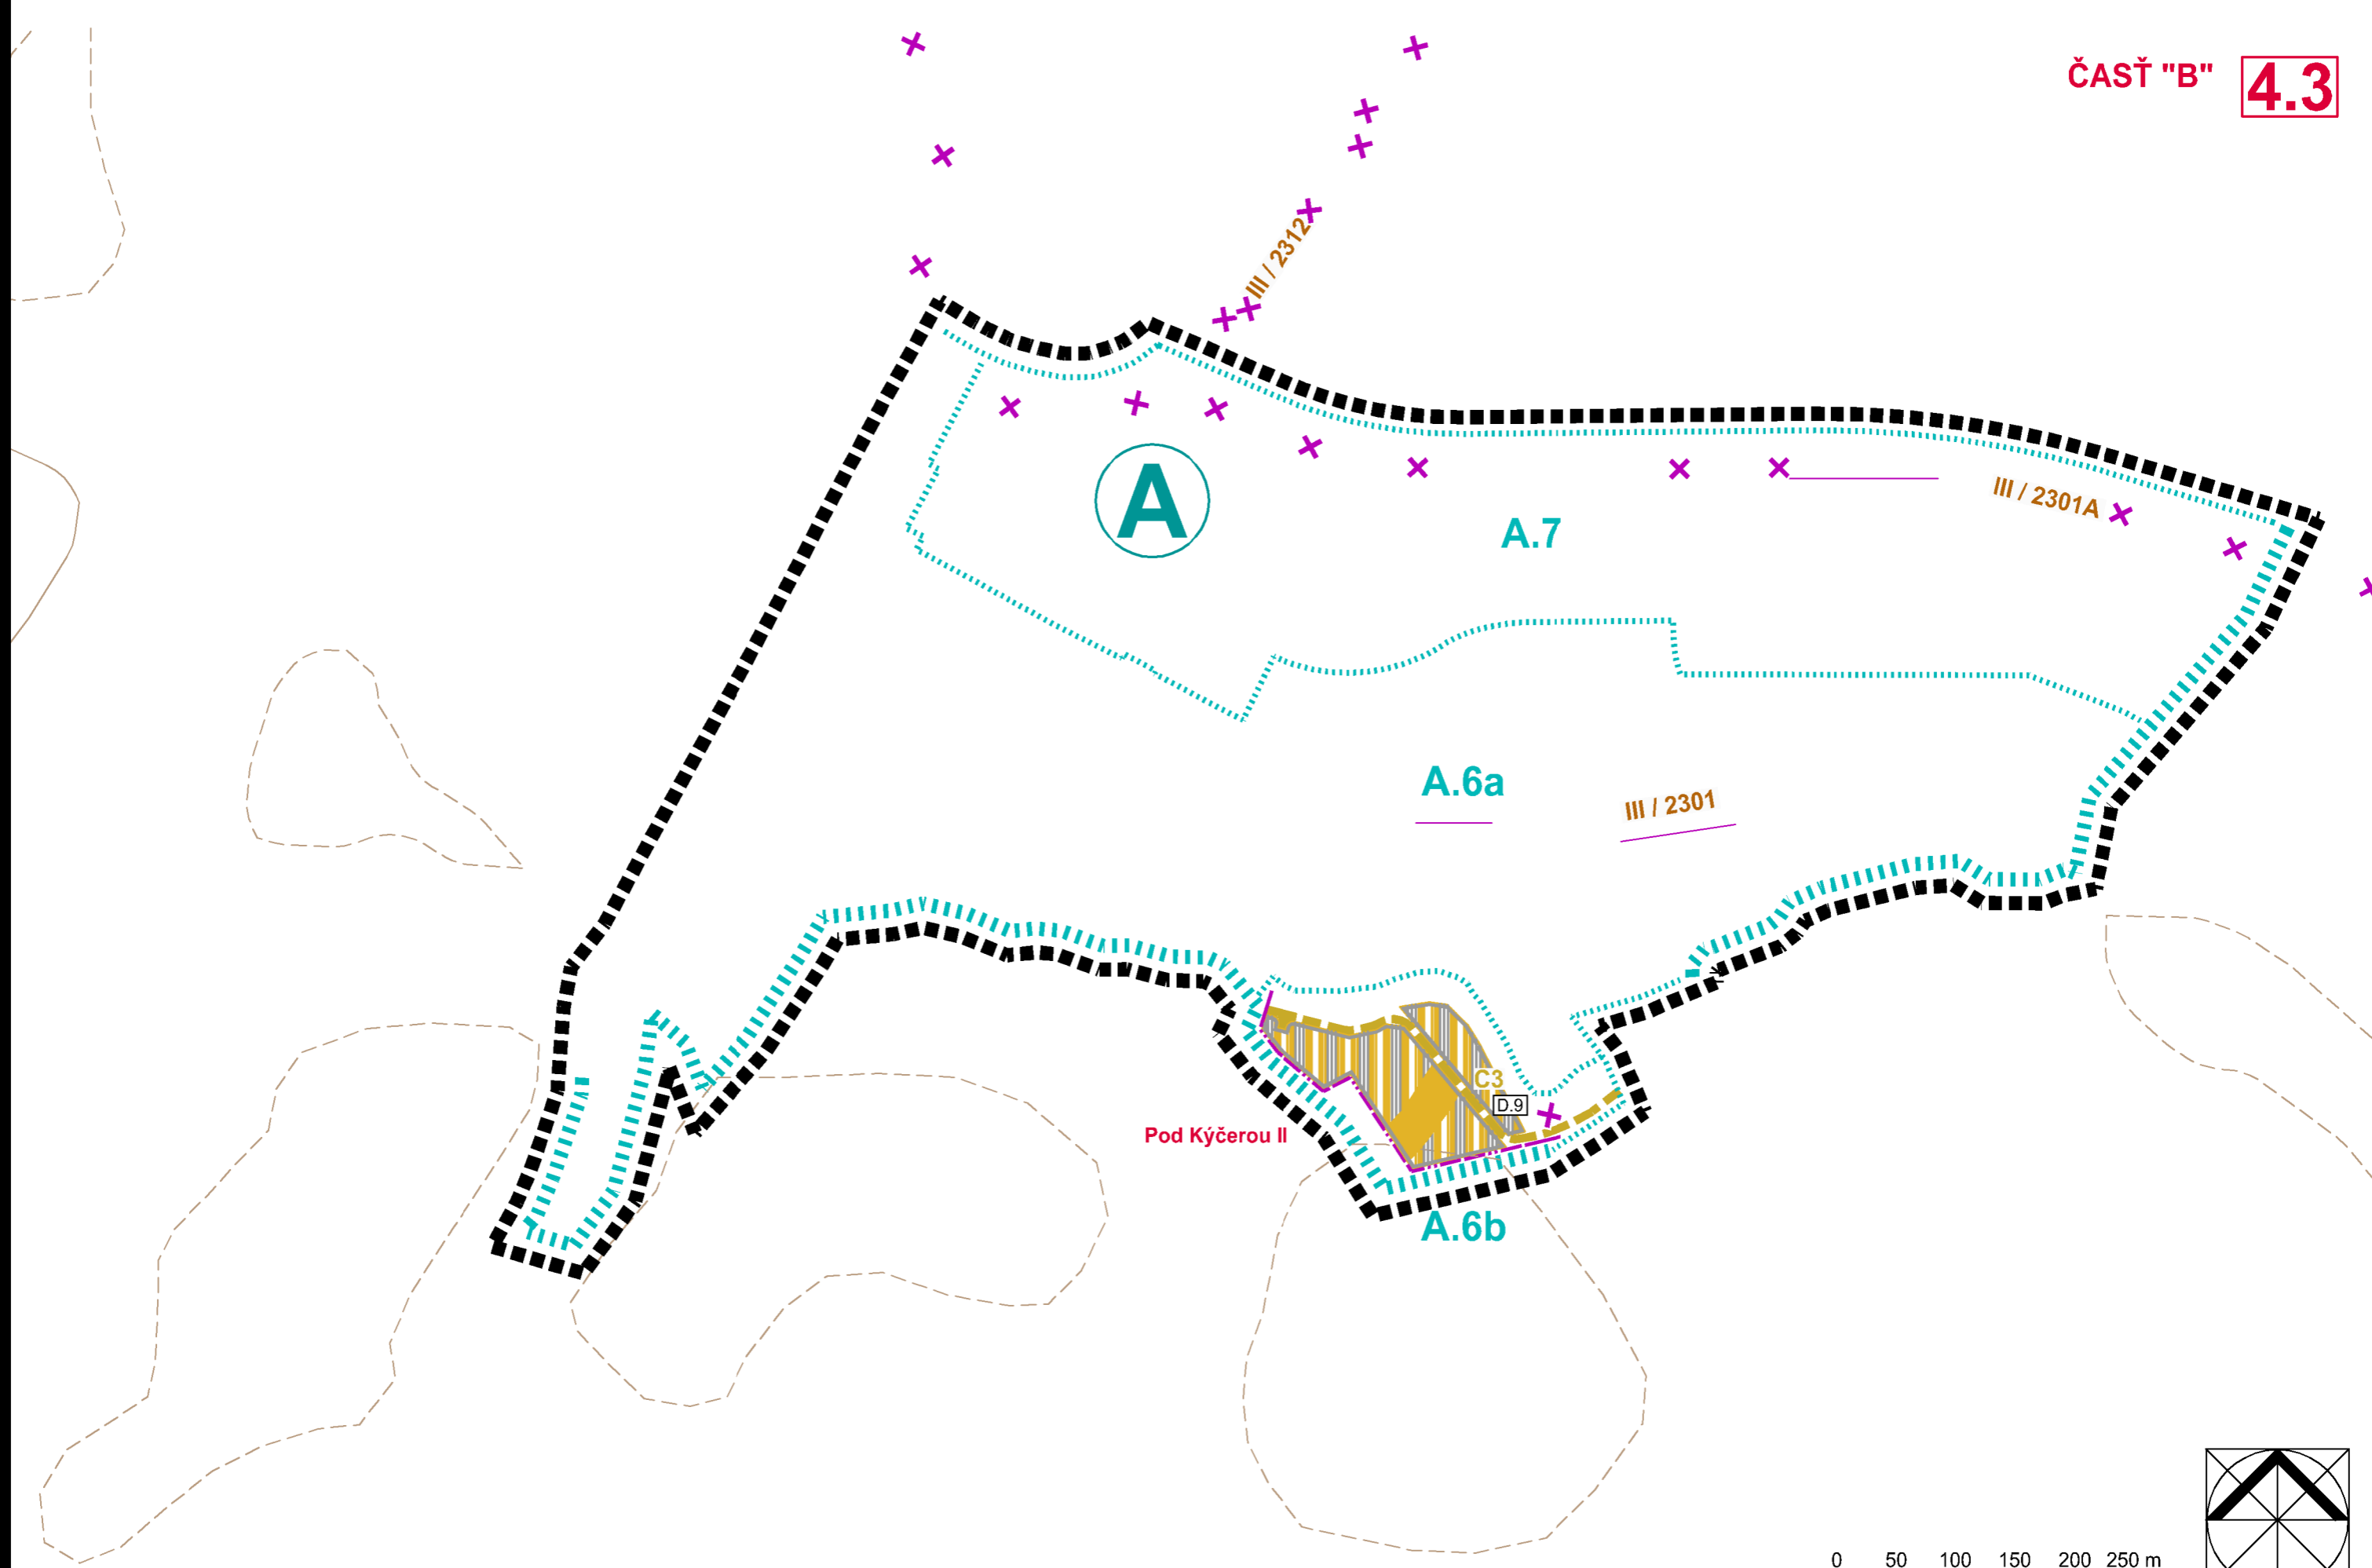 ČASŤ "B" 4.3
III / 2312
A
III / 2301A
A.7
A.6a
III / 2301
C3
D.9
Pod Kýčerou II
A.6b
0 50 100 150 200 250 m